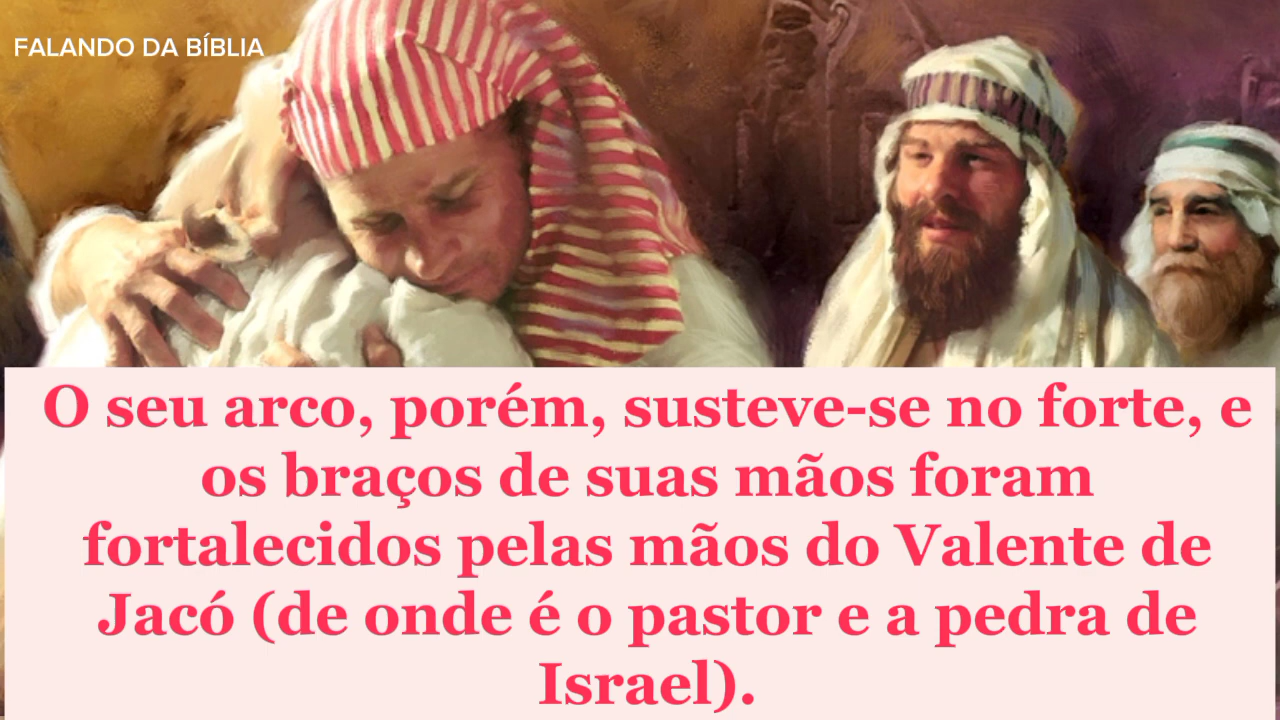 FALANDO DA BÍBLIA
O seu arco, porém, susteve-se no forte, e
os braços de suas mãos foram
fortalecidos pelas mãos do Valente de
Jacó (de onde é o pastor e a pedra de
Israel).